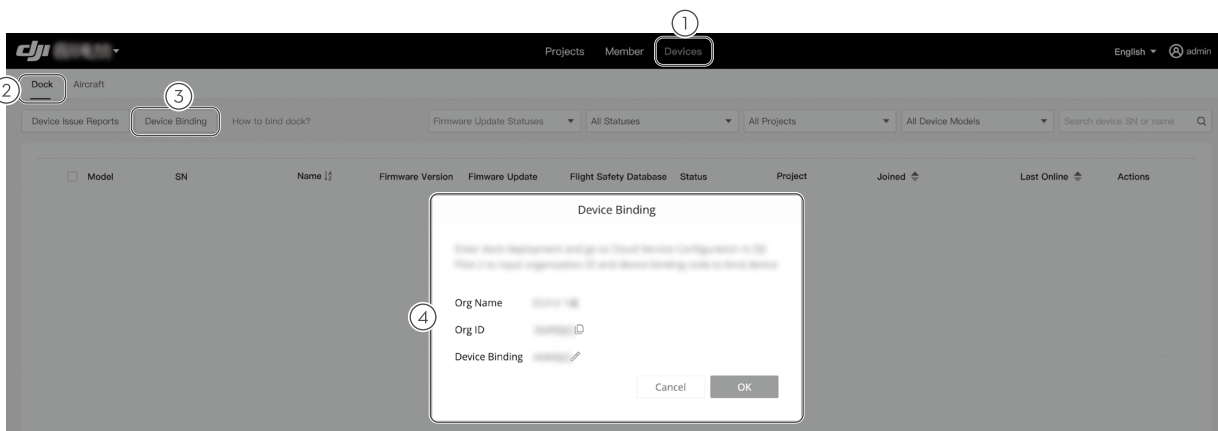 1
dji
Projects Member Devices
English admin
2
Dock Aircraft
3
Device Issue Reports Device Binding How to bind dock? Firmware Update Statuses All Statuses All Projects All Device Models Search device SN or name
Model SN Name Firmware Version Fimware Update Flight Safety Database Status Project Joined Last Online Actions
Device Binding
4
Org Name
Org ID
Device Binding
Cancel OK